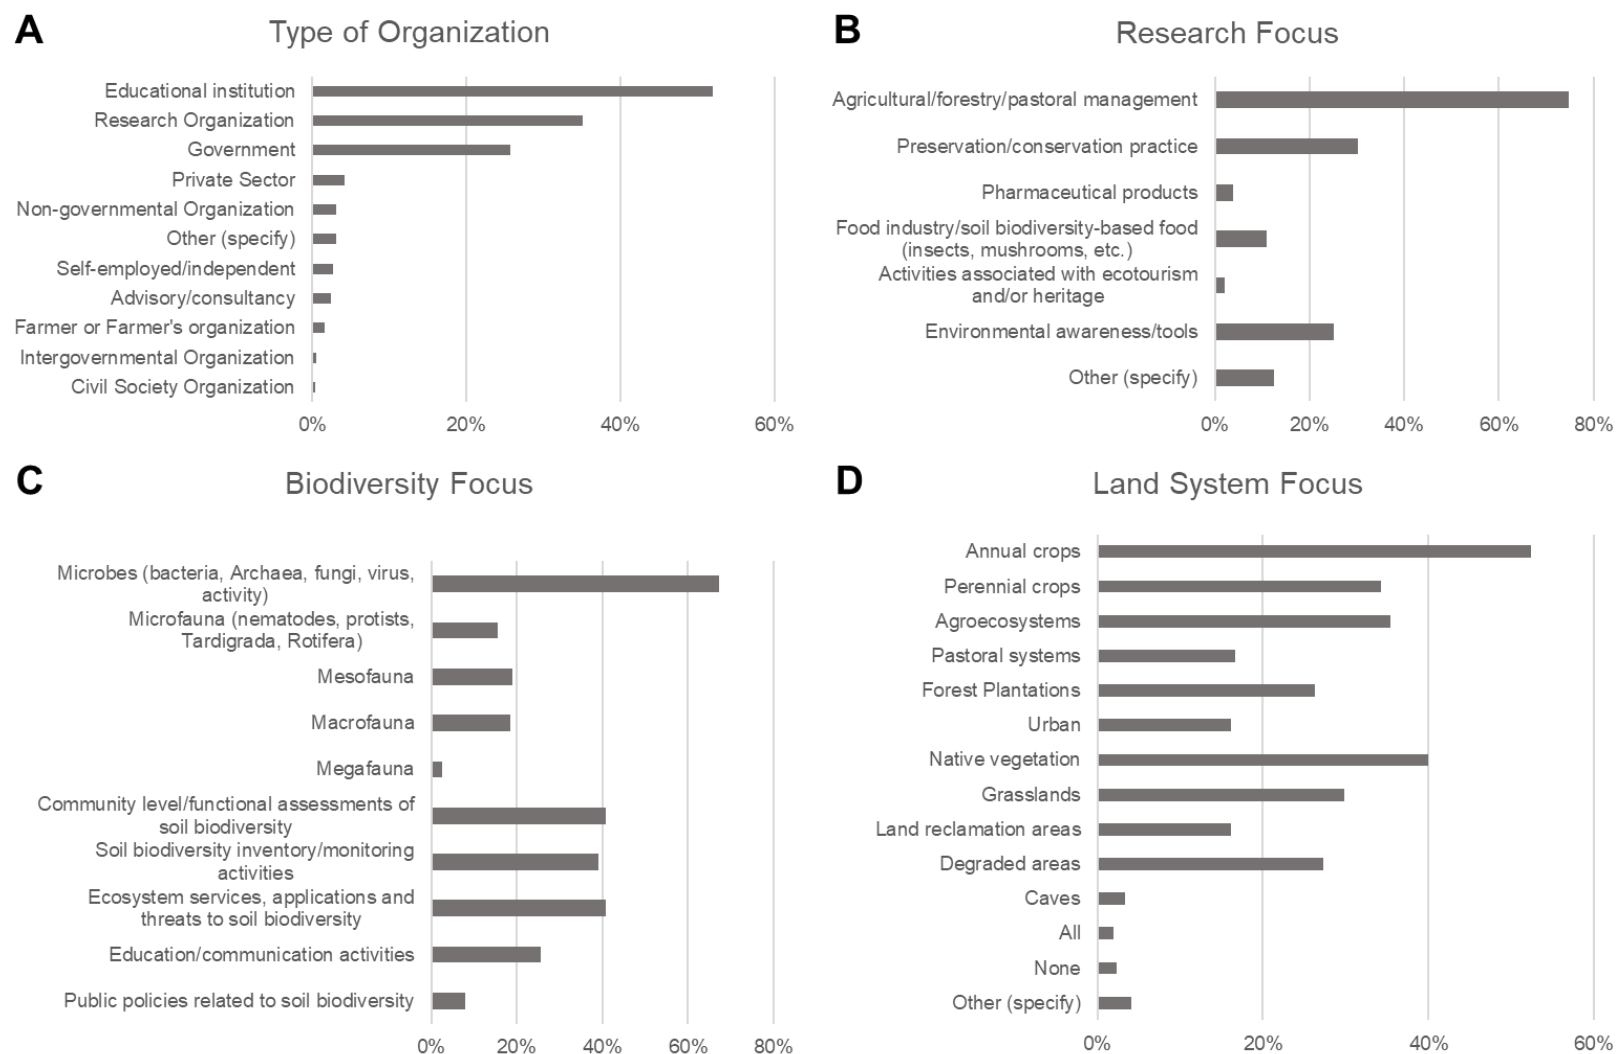 A
Type of Organization
Educational institution
Research Organization
Government
Private Sector
Non-governmental Organization
Other (specify)
Self-employed/independent
Advisory/consultancy
Farmer or Farmer's organization
Intergovernmental Organization
Civil Society Organization
0% 20% 40% 60%
B
Research Focus
Agricultural/forestry/pastoral management
Preservation/conservation practice
Pharmaceutical products
Food industry/soil biodiversity-based food
(insects, mushrooms, etc.)
Activities associated with ecotourism
and/or heritage
Environmental awareness/tools
Other (specify)
0% 20% 40% 60% 80%
C
Biodiversity Focus
Microbes (bacteria, Archaea, fungi, virus,
activity)
Microfauna (nematodes, protists,
Tardigrada, Rotifera)
Mesofauna
Macrofauna
Megafauna
Community level/functional assessments of
soil biodiversity
Soil biodiversity inventory/monitoring
activities
Ecosystem services, applications and
threats to soil biodiversity
Education/communication activities
Public policies related to soil biodiversity
0% 20% 40% 60% 80%
D
Land System Focus
Annual crops
Perennial crops
Agroecosystems
Pastoral systems
Forest Plantations
Urban
Native vegetation
Grasslands
Land reclamation areas
Degraded areas
Caves
All
None
Other (specify)
0% 20% 40% 60%